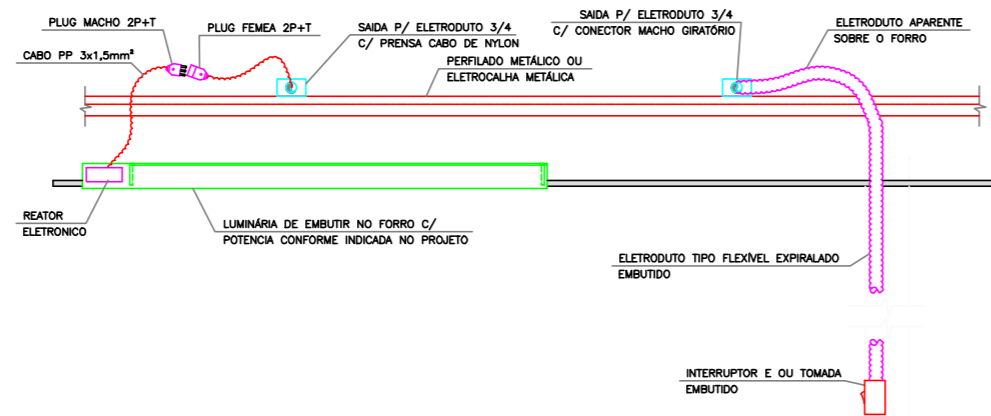 PLUG MACHO 2P+T
PLUG FEMEA 2P+T
CABO PP 3x1,5mm²
SAIDA P/ ELETRODUTO 3/4
C/ PRENSA CABO DE NYLON
PERFILADO METÁLICO OU
ELETROCALHA METÁLICA
SAIDA P/ ELETRODUTO 3/4
C/ CONECTOR MACHO GIRATÓRIO
ELETRODUTO APARENTE
SOBRE O FORRO
REATOR
ELETRONICO
LUMINÁRIA DE EMBUTIR NO FORRO C/
POTENCIA CONFORME INDICADA NO PROJETO
ELETRODUTO TIPO FLEXÍVEL EXPIRALADO
EMBUTIDO
INTERRUPTOR E OU TOMADA
EMBUTIDO